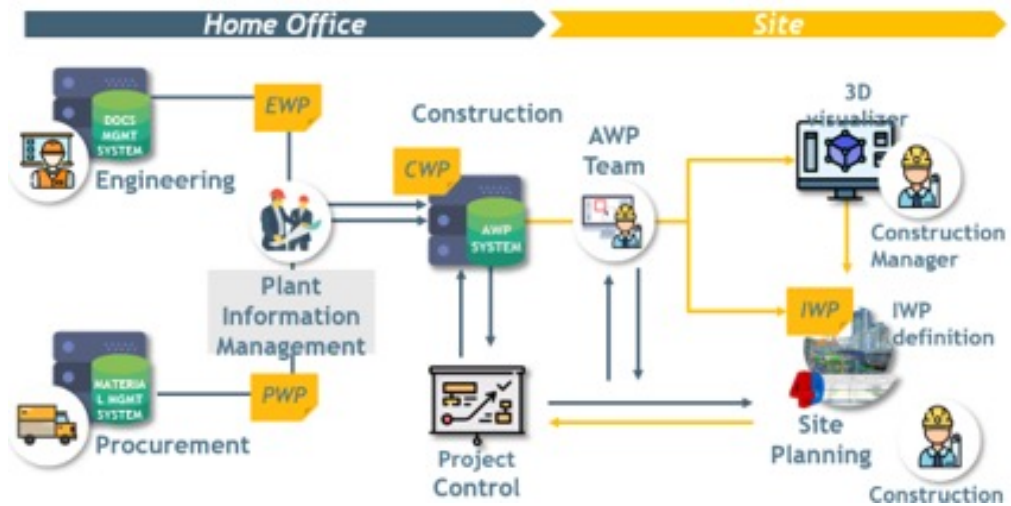 Home Office
Site
DOCS
MGMT
SYSTEM
Engineering
EWP
Construction
CWP
AWP
SYSTEM
AWP
Team
3D
visualizer
Construction
Manager
Plant
Information
Management
IWP
IWP
definition
MATERIA
L MGMT
SYSTEM
PWP
Procurement
Project
Control
Site
Planning
Construction